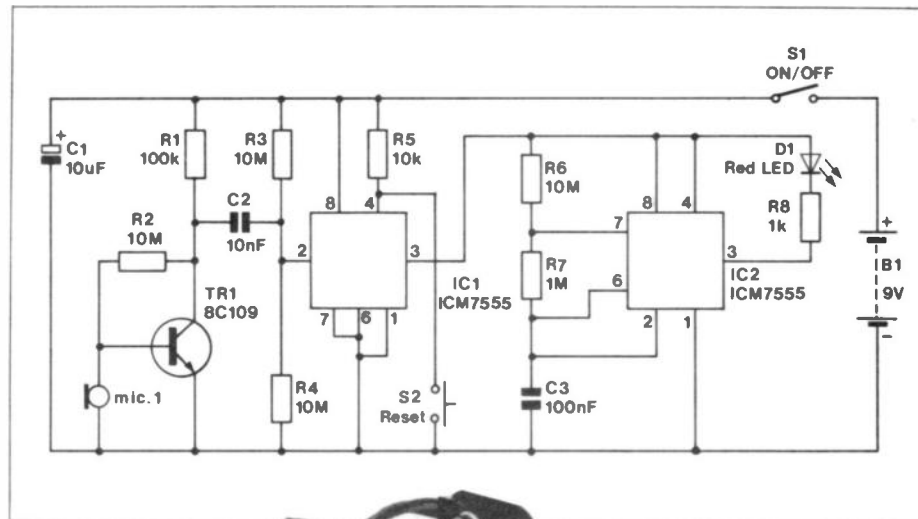 S1
ON/OFF
+
C1
10uF
R1
100k
R3
10M
R5
10k
C2
10nF
R2
10M
TR1
8C109
mic.1
R4
10M
8
4
2
3
7
6
1
IC1
ICM7555
S2
Reset
R6
10M
R7
1M
C3
100nF
8
4
7
6
3
2
1
IC2
ICM7555
D1
Red LED
R8
1k
+
B1
9V
-